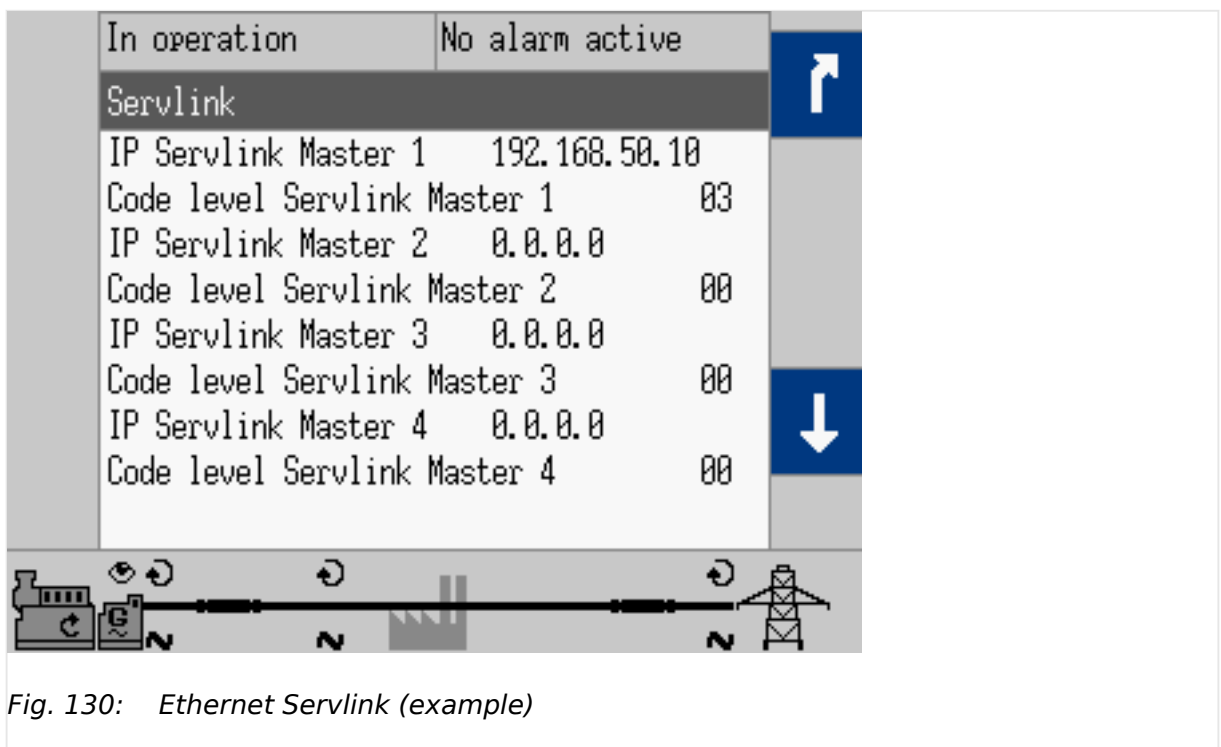 In operation No alarm active
Servlink
IP Servlink Master 1 192.168.50.10
Code level Servlink Master 1 03
IP Servlink Master 2 0.0.0.0
Code level Servlink Master 2 00
IP Servlink Master 3 0.0.0.0
Code level Servlink Master 3 00
IP Servlink Master 4 0.0.0.0
Code level Servlink Master 4 00
G
Fig. 130: Ethernet Servlink (example)